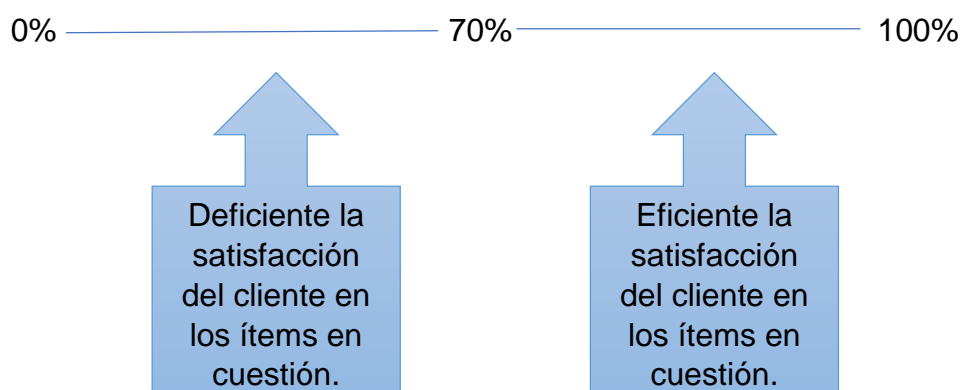 0% 70% 100%
Deficiente la
satisfacción
del cliente en
los ítems en
cuestión.
Eficiente la
satisfacción
del cliente en
los ítems en
cuestión.